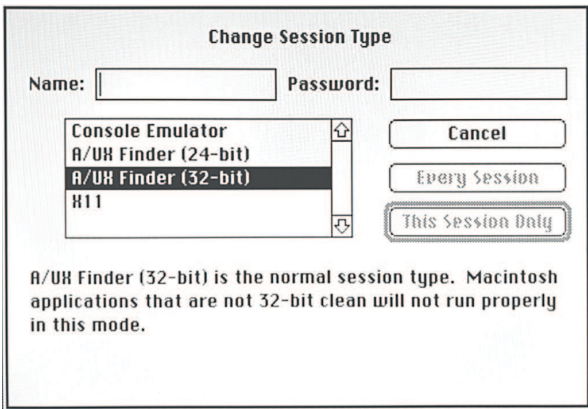 Change Session Type
Name: Password:
Console Emulator
Cancel
A/UX Finder (24-bit)
A/UX Finder (32-bit)
Every Session
X11
This Session Only
A/UX Finder (32-bit) is the normal session type. Macintosh
applications that are not 32-bit clean will not run properly
in this mode.